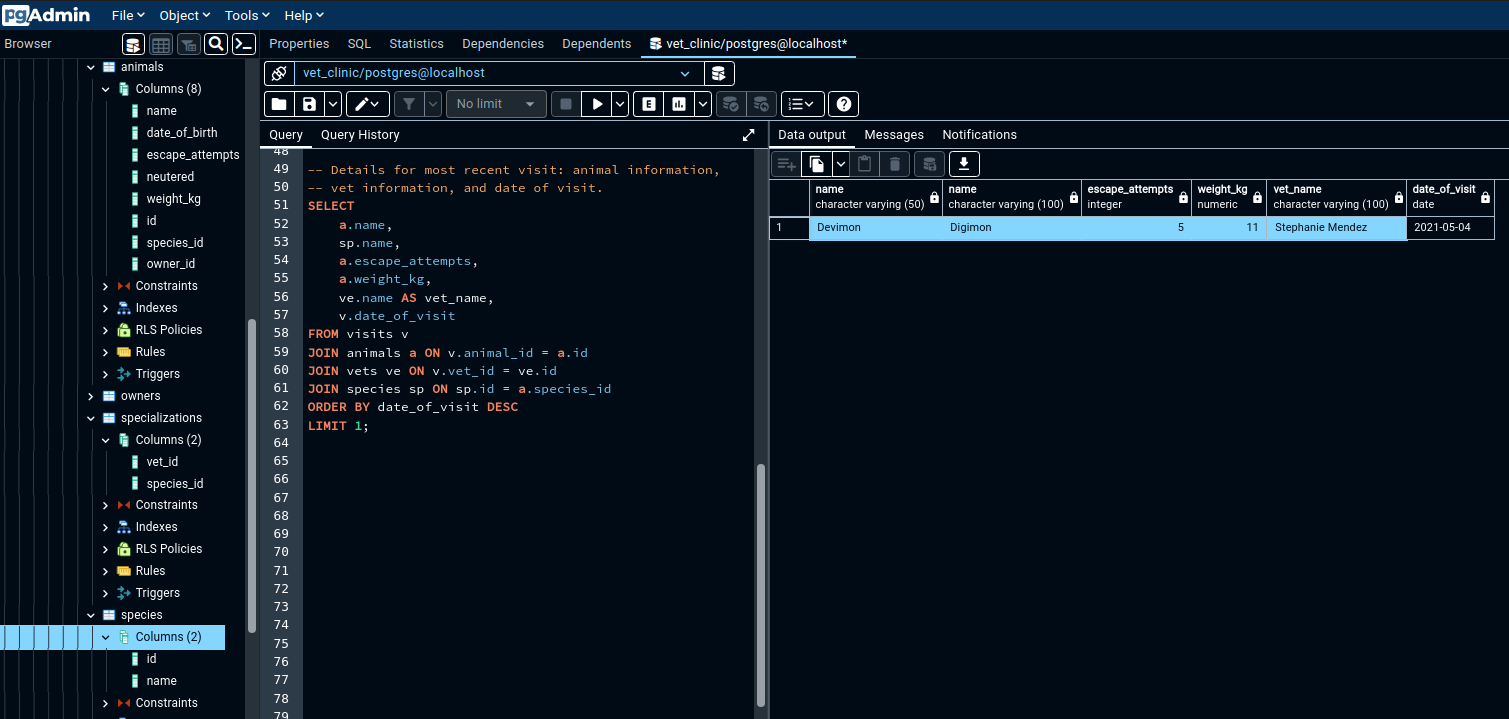 pgAdmin File Object Tools Help
Browser
Properties SQL Statistics Dependencies Dependents vet_clinic/postgres@localhost*
animals
Columns (8)
name
date_of_birth
escape_attempts
neutered
weight_kg
id
species_id
owner_id
Constraints
Indexes
RLS Policies
Rules
Triggers
owners
specializations
Columns (2)
vet_id
species_id
Constraints
Indexes
RLS Policies
Rules
Triggers
species
Columns (2)
id
name
Constraints
vet_clinic/postgres@localhost
No limit
E
Query Query History
48
49 -- Details for most recent visit: animal information,
50 -- vet information, and date of visit.
51 SELECT
52 a.name,
53 sp.name,
54 a.escape_attempts,
55 a.weight_kg,
56 ve.name AS vet_name,
57 v.date_of_visit
58 FROM visits v
59 JOIN animals a ON v.animal_id = a.id
60 JOIN vets ve ON v.vet_id = ve.id
61 JOIN species sp ON sp.id = a.species_id
62 ORDER BY date_of_visit DESC
63 LIMIT 1;
64
65
66
67
68
69
70
71
72
73
74
75
76
77
78
79
Data output Messages Notifications
name name escape_attempts weight_kg vet_name date_of_visit
character varying (50) character varying (100) integer numeric character varying (100) date
1 Devimon Digimon 5 11 Stephanie Mendez 2021-05-04